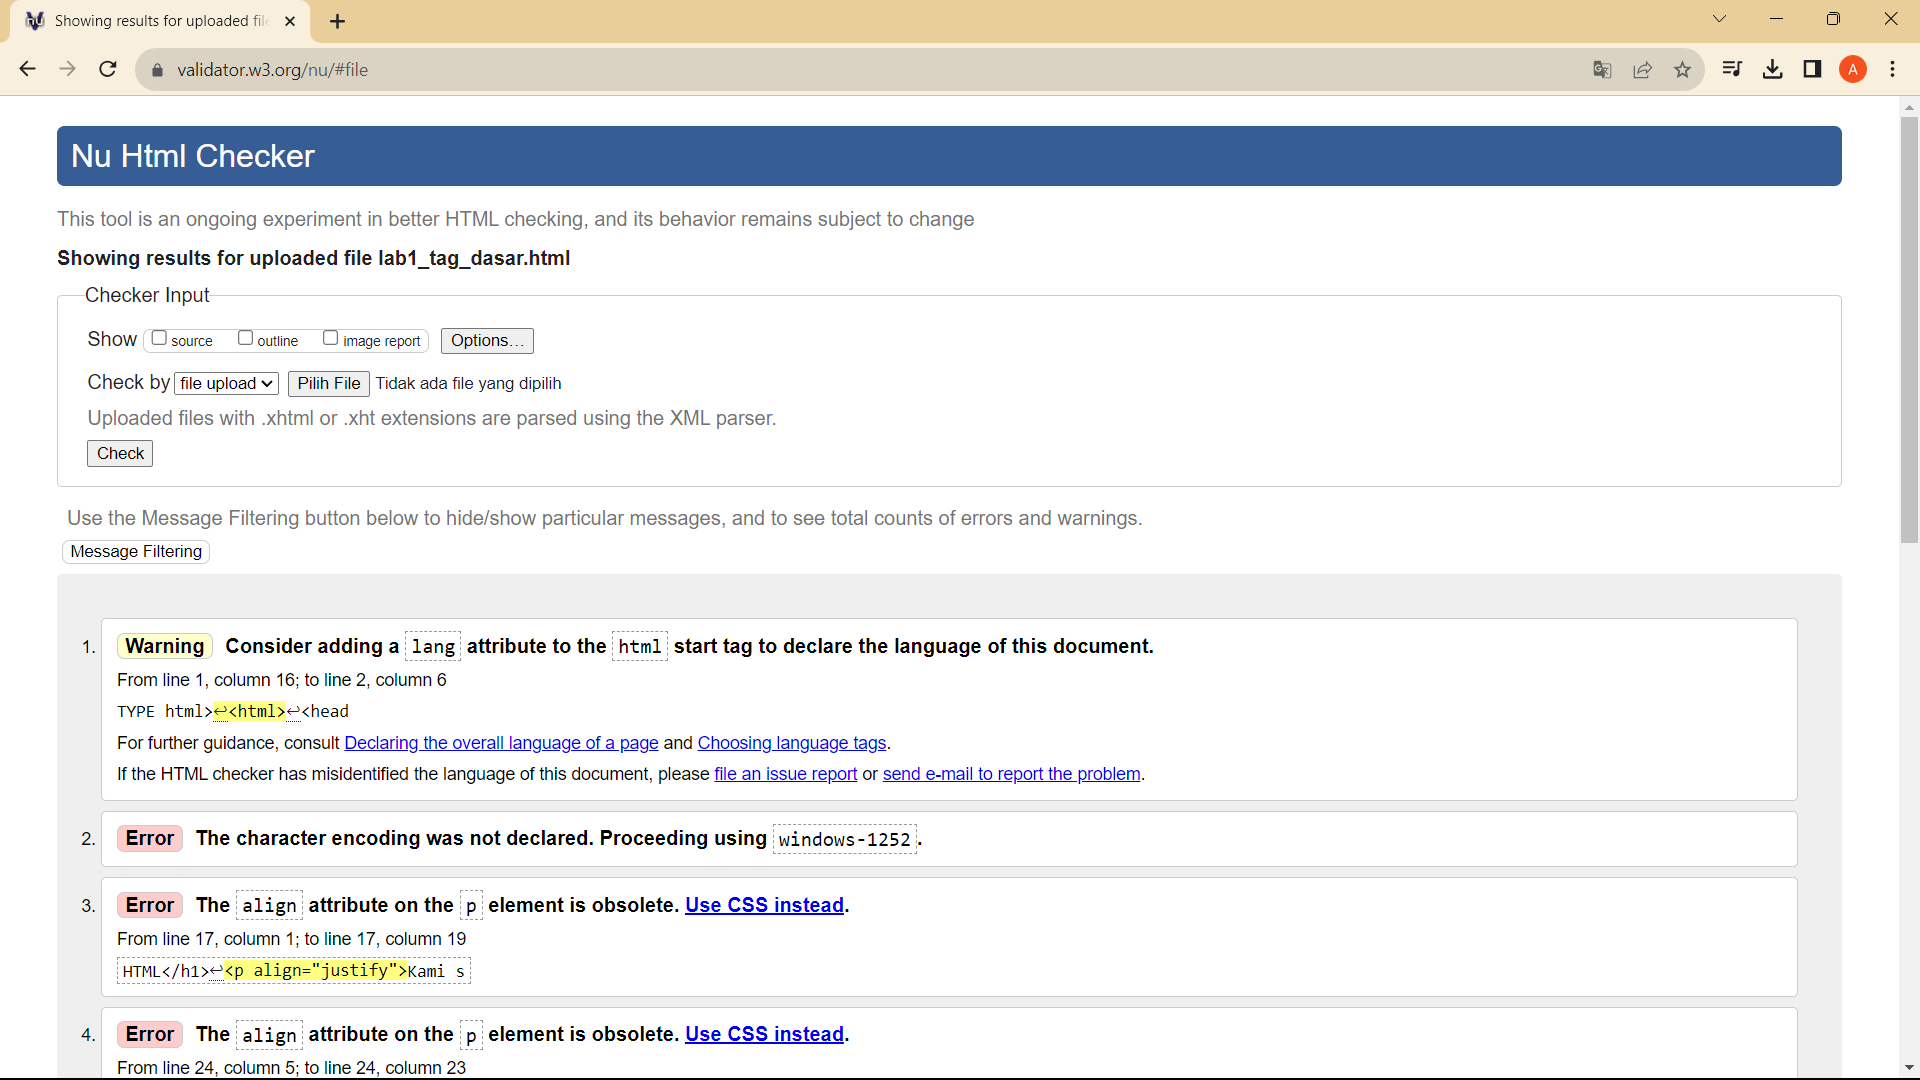 Showing results for uploaded file
validator.w3.org/nu/#file
A
Nu Html Checker
This tool is an ongoing experiment in better HTML checking, and its behavior remains subject to change
Showing results for uploaded file lab1_tag_dasar.html
Checker Input
Show source outline image report Options...
Check by file upload Pilih File Tidak ada file yang dipilih
Uploaded files with .xhtml or .xht extensions are parsed using the XML parser.
Check
Use the Message Filtering button below to hide/show particular messages, and to see total counts of errors and warnings.
Message Filtering
1. Warning Consider adding a lang attribute to the html start tag to declare the language of this document.
From line 1, column 16; to line 2, column 6
TYPE html>↩<html>↩<head
For further guidance, consult Declaring the overall language of a page and Choosing language tags.
If the HTML checker has misidentified the language of this document, please file an issue report or send e-mail to report the problem.
2. Error The character encoding was not declared. Proceeding using windows-1252.
3. Error The align attribute on the p element is obsolete. Use CSS instead.
From line 17, column 1; to line 17, column 19
HTML</h1>↩<p align="justify">Kami s
4. Error The align attribute on the p element is obsolete. Use CSS instead.
From line 24, column 5; to line 24, column 23